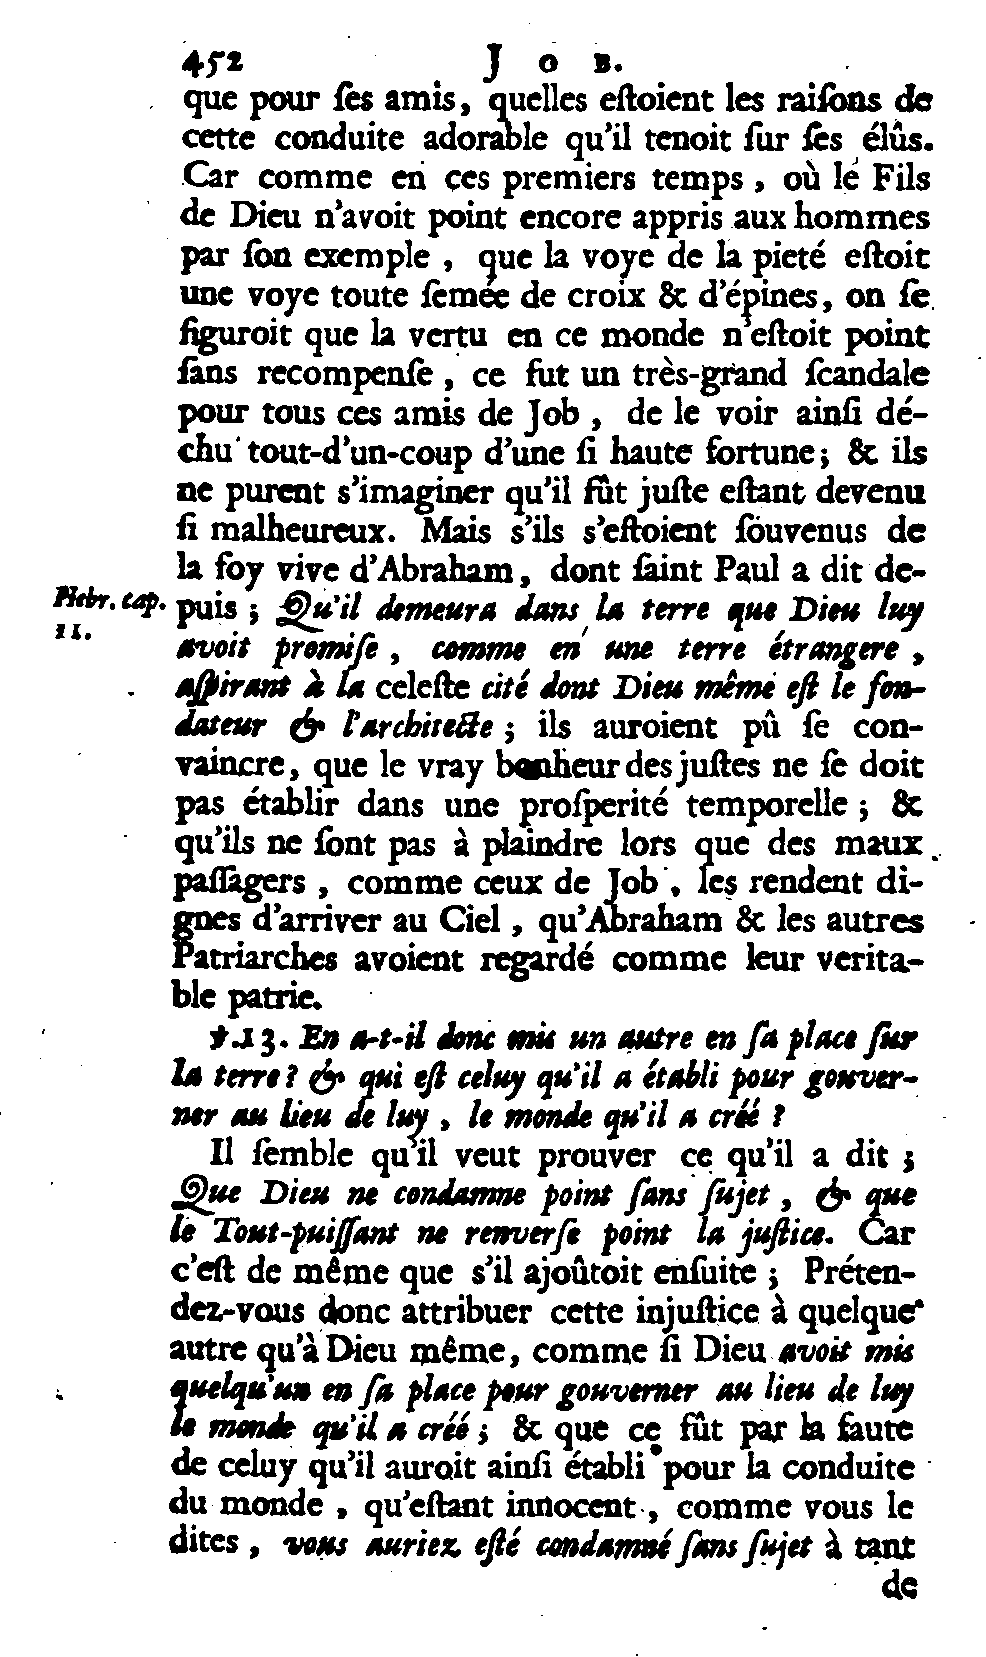 452 JOB.
que pour ſes amis, quelles eſtoient les raiſons de
cette conduite adorable qu'il tenoit ſur ſes élûs.
Car comme en ces premiers temps, où le Fils
de Dieu n'avoit point encore appris aux hommes
par ſon exemple, que la voye de la pieté eſtoit
une voye toute ſemée de croix & d'épines, on ſe
figuroit que la vertu en ce monde n'eſtoit point
ſans recompenſe, ce fut un très-grand ſcandale
pour tous ces amis de Job, de le voir ainſi dé-
chu tout-d'un-coup d'une ſi haute fortune; & ils
ne purent s'imaginer qu'il fût juſte eſtant devenu
ſi malheureux. Mais s'ils s'eſtoient ſouvenus de
la foy vive d'Abraham, dont ſaint Paul a dit de-
Hebr. cap. 11.
puis; Qu'il demeura dans la terre que Dieu luy
avoit promiſe, comme en une terre étrangere,
aſpirant à la celeſte cité dont Dieu même eſt le fon-
dateur & l'architecte; ils auroient pû ſe con-
vaincre, que le vray bonheur des juſtes ne ſe doit
pas établir dans une proſperité temporelle; &
qu'ils ne ſont pas à plaindre lors que des maux
paſſagers, comme ceux de Job, les rendent di-
gnes d'arriver au Ciel, qu'Abraham & les autres
Patriarches avoient regardé comme leur verita-
ble patrie.
℣. 13. En a-t-il donc mis un autre en ſa place ſur
la terre? & qui eſt celuy qu'il a établi pour gouver-
ner au lieu de luy, le monde qu'il a créé?
Il ſemble qu'il veut prouver ce qu'il a dit;
Que Dieu ne condamne point ſans ſujet, & que
le Tout-puiſſant ne renverſe point la juſtice. Car
c'eſt de même que s'il ajoûtoit enſuite; Préten-
dez-vous donc attribuer cette injuſtice à quelque
autre qu'à Dieu même, comme ſi Dieu avoit mis
quelqu'un en ſa place pour gouverner au lieu de luy
le monde qu'il a créé; & que ce fût par la faute
de celuy qu'il auroit ainſi établi pour la conduite
du monde, qu'eſtant innocent, comme vous le
dites, vous auriez eſté condamné ſans ſujet à tant
de